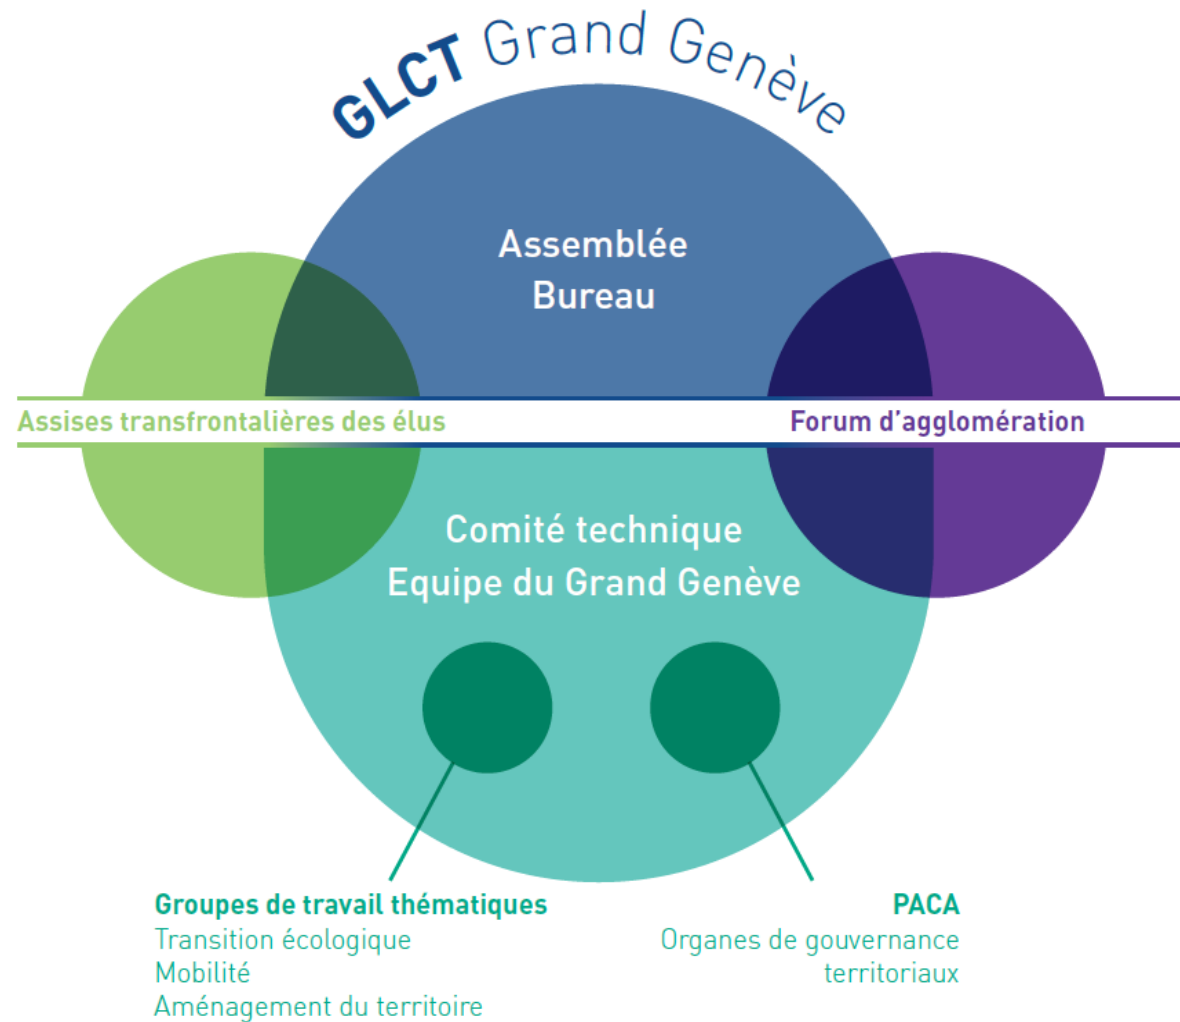 GLCT Grand Genève
Assemblée
Bureau
Assises transfrontalières des élus
Forum d'agglomération
Comité technique
Equipe du Grand Genève
Groupes de travail thématiques
Transition écologique
Mobilité
Aménagement du territoire
PACA
Organes de gouvernance
territoriaux